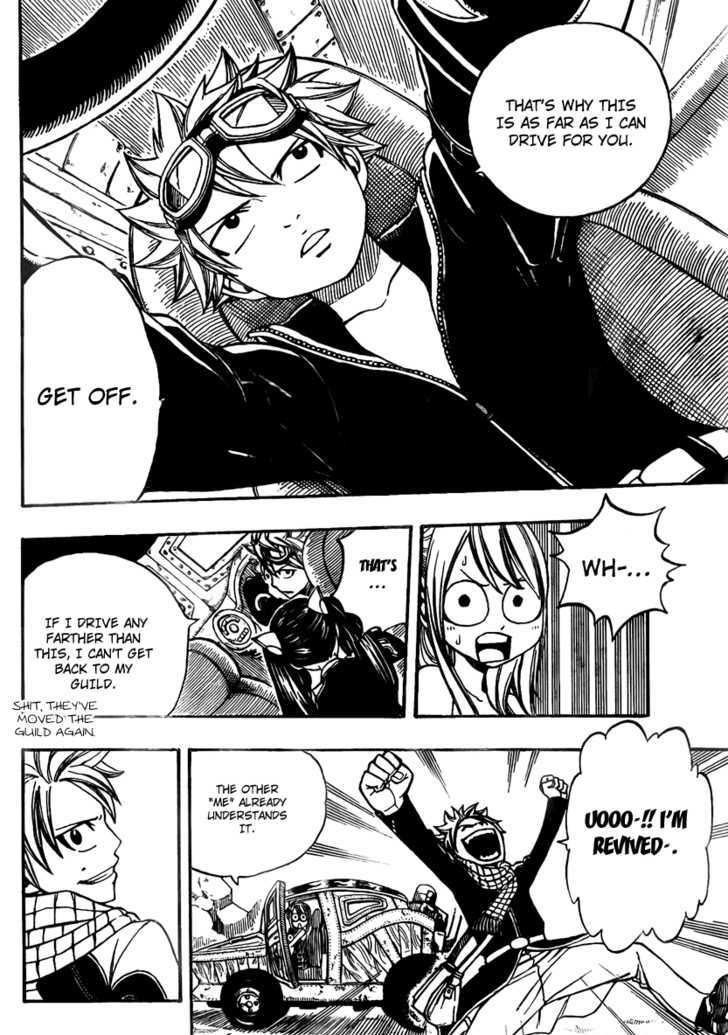 THAT'S WHY THIS
IS AS FAR AS I CAN
DRIVE FOR YOU.
GET OFF.
WH-...
THAT'S
...
IF I DRIVE ANY
FARTHER THAN
THIS, I CAN'T GET
BACK TO MY
GUILD.
SHIT, THEY'VE
MOVED THE
GUILD AGAIN.
UOOO-!! I'M
REVIVED-.
THE OTHER
"ME" ALREADY
UNDERSTANDS
IT.